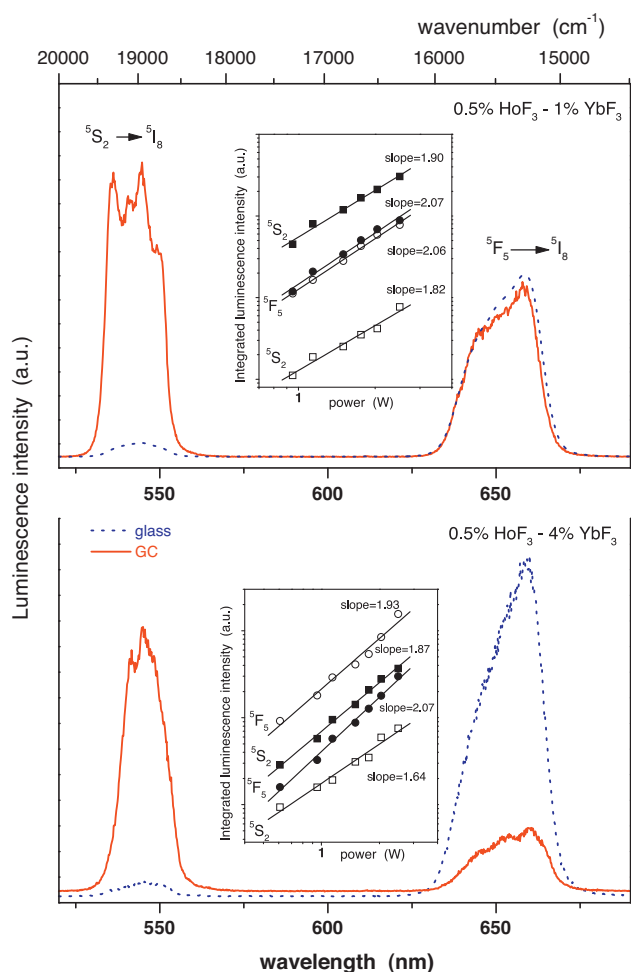 wavenumber (cm⁻¹)
20000 19000 18000 17000 16000 15000
0.5% HoF₃ - 1% YbF₃
⁵S₂ → ⁵I₈
⁵F₅ → ⁵I₈
slope=1.90
slope=2.07
slope=2.06
slope=1.82
⁵S₂
⁵F₅
⁵S₂
Integrated luminescence intensity (a.u.)
1
power (W)
550 600 650
Luminescence intensity (a.u.)
glass
GC
0.5% HoF₃ - 4% YbF₃
slope=1.93
slope=1.87
slope=2.07
slope=1.64
⁵F₅
⁵S₂
⁵F₅
⁵S₂
Integrated luminescence intensity (a.u.)
1
power (W)
550 600 650
wavelength (nm)